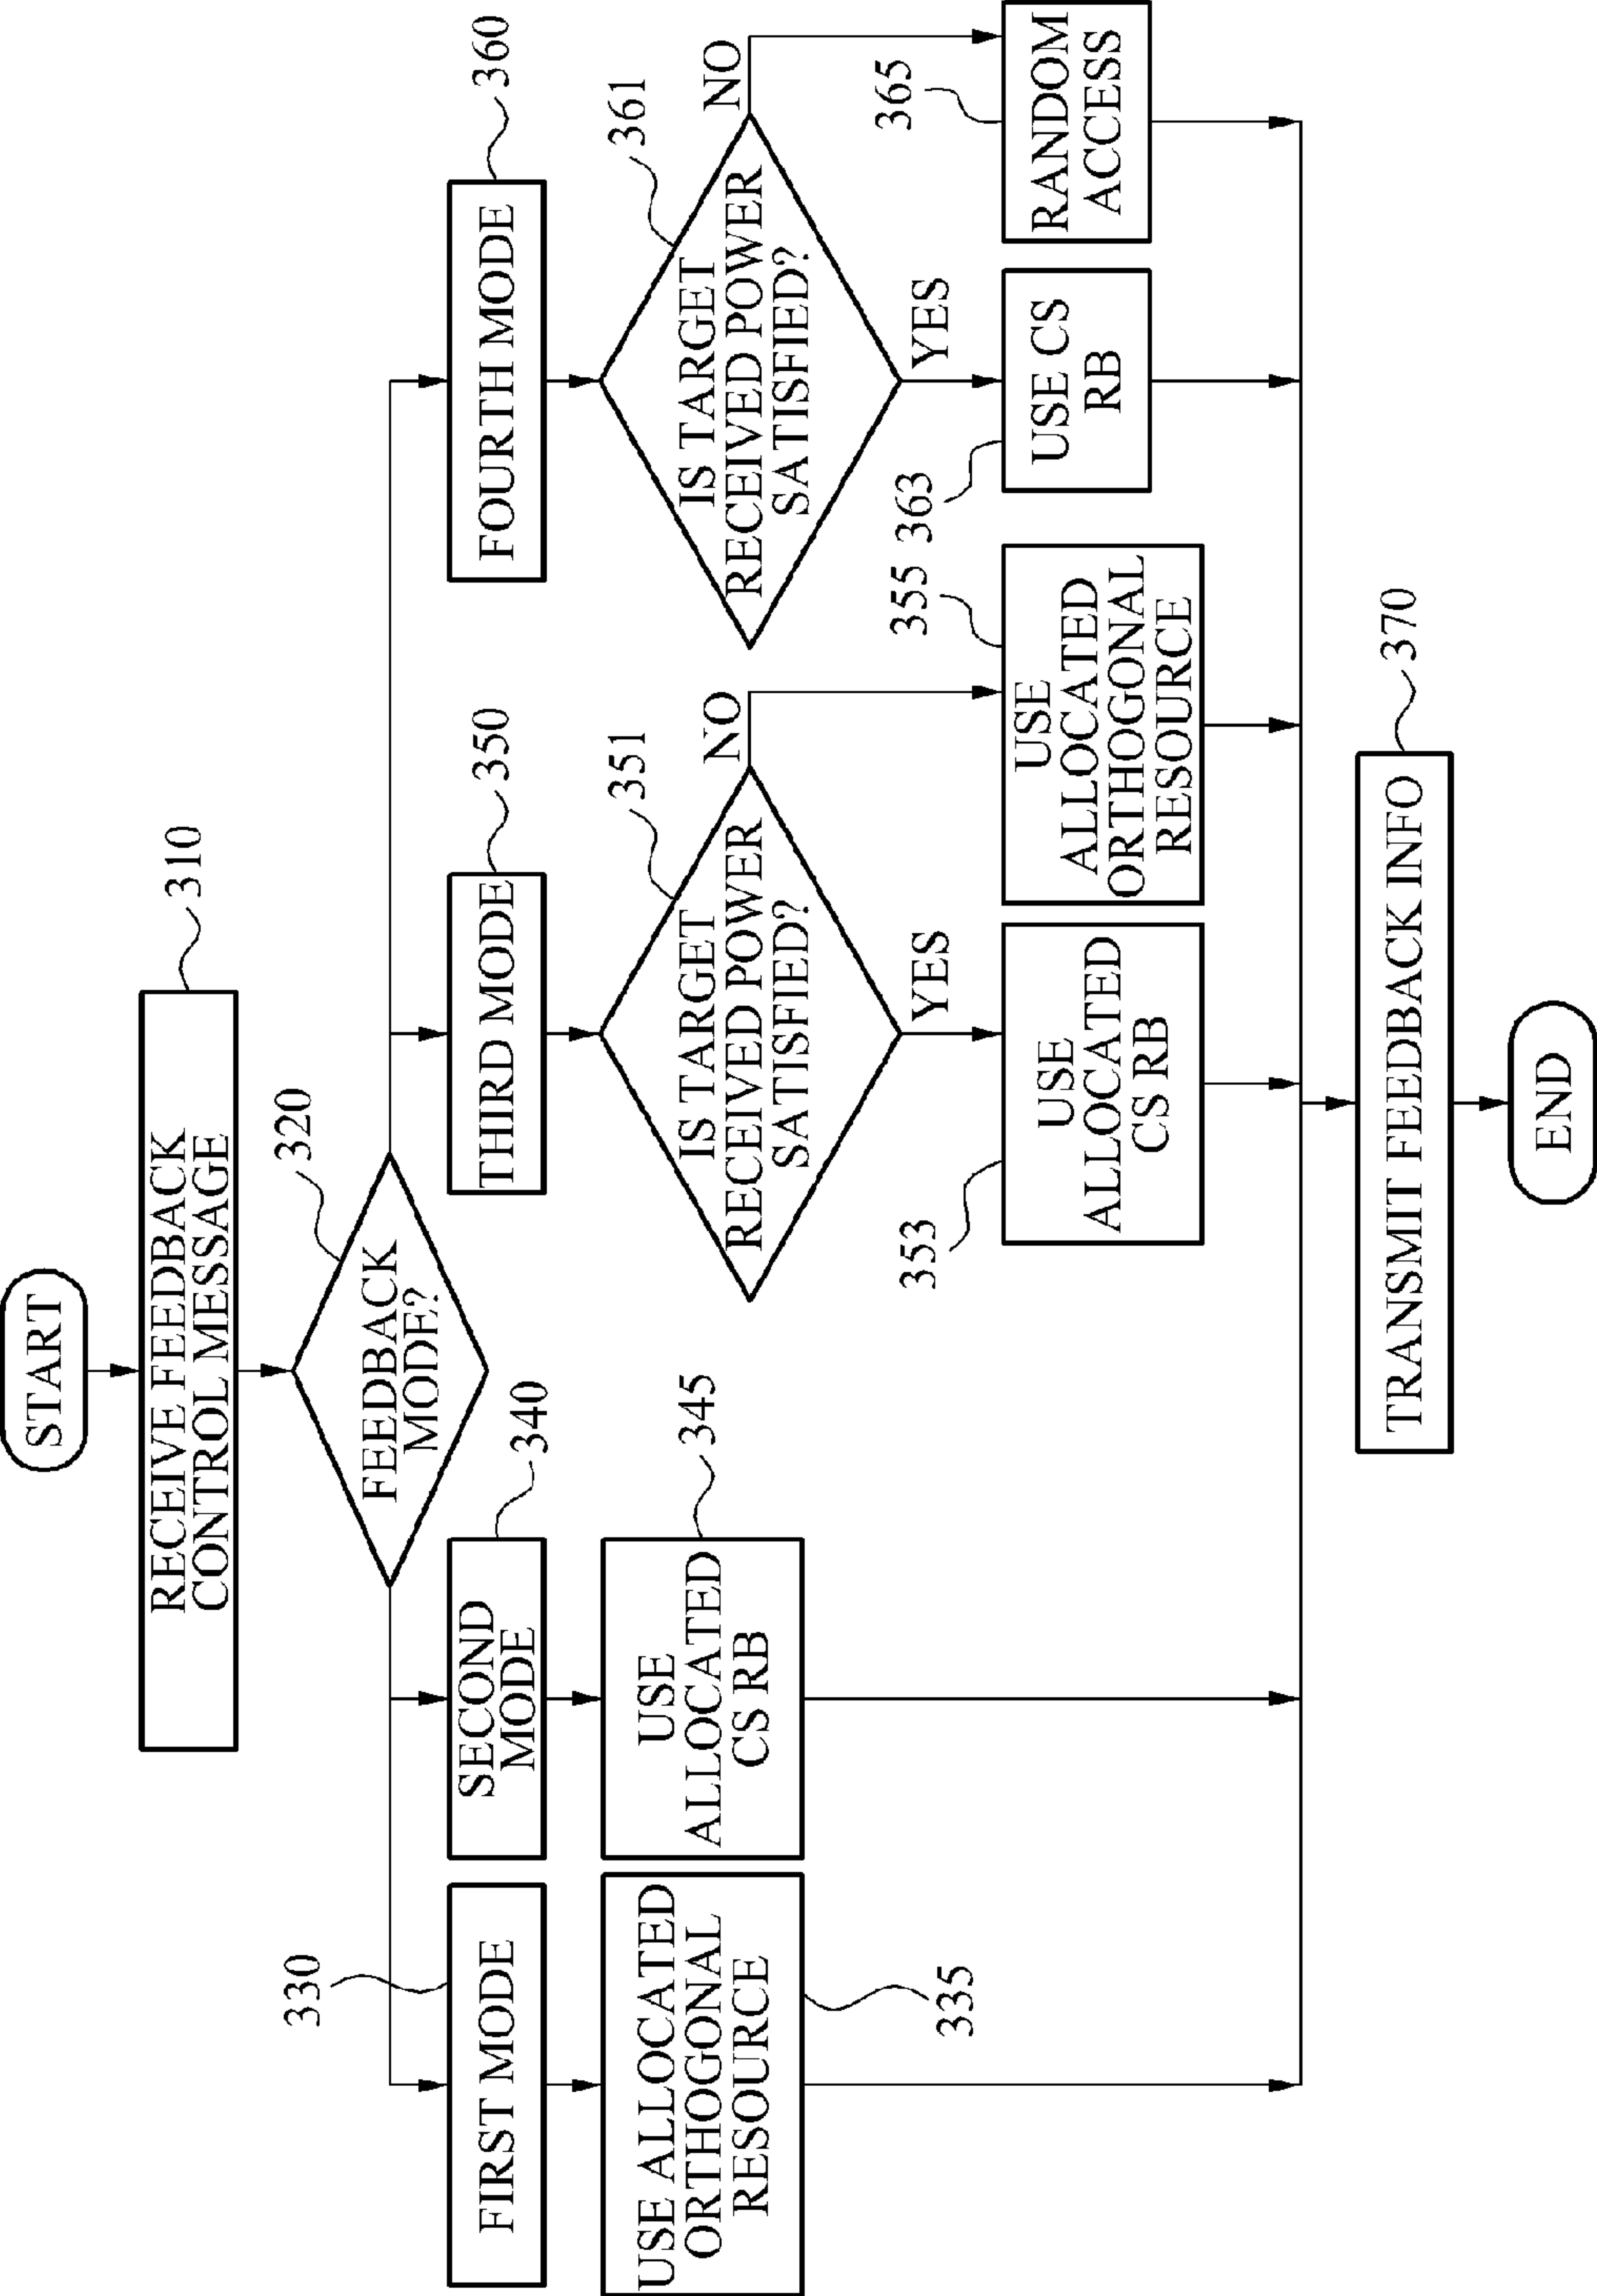 START
310
RECEIVE FEEDBACK
CONTROL MESSAGE
320
FEEDBACK
MODE?
330
FIRST MODE
340
SECOND
MODE
350
THIRD MODE
360
FOURTH MODE
335
USE ALLOCATED
ORTHOGONAL
RESOURCE
345
USE
ALLOCATED
CS RB
351
IS TARGET
RECEIVED POWER
SATISFIED?
NO
YES
361
IS TARGET
RECEIVED POWER
SATISFIED?
NO
YES
353
USE
ALLOCATED
CS RB
355
USE
ALLOCATED
ORTHOGONAL
RESOURCE
363
USE CS
RB
365
RANDOM
ACCESS
370
TRANSMIT FEEDBACK INFO
END